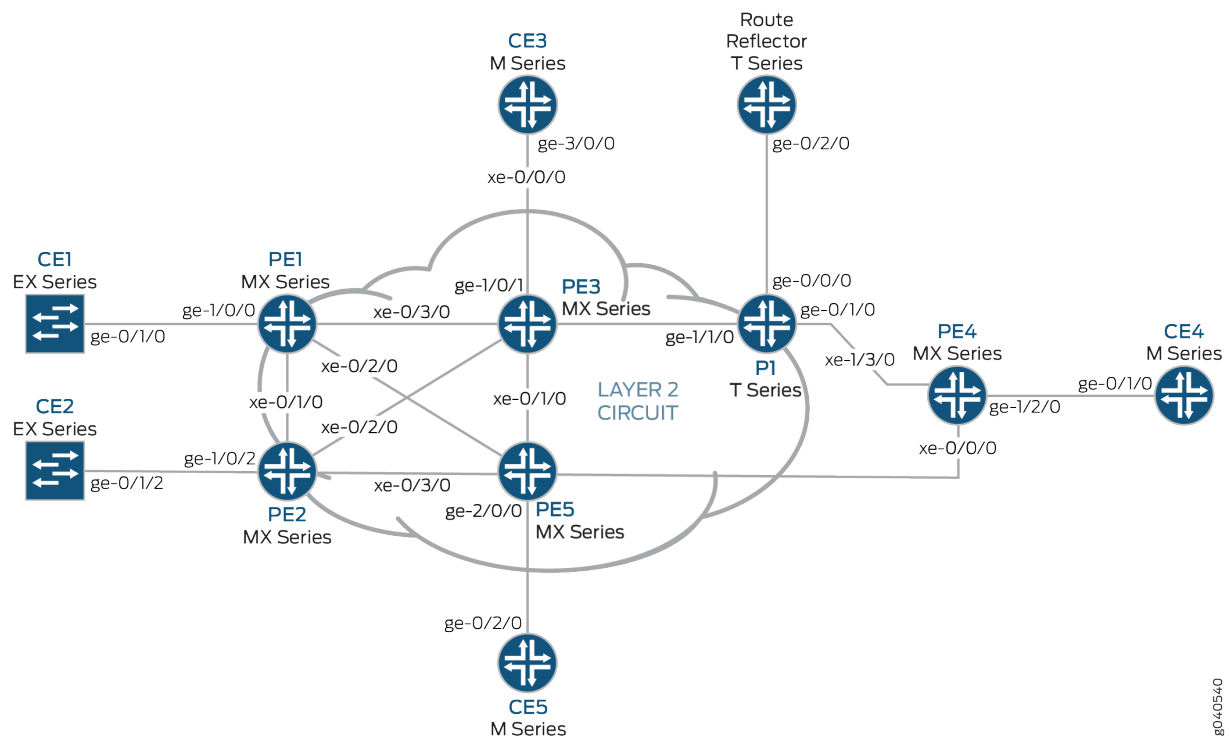 CE3
M Series
Route
Reflector
T Series
ge-3/0/0
ge-0/2/0
xe-0/0/0
CE1
EX Series
PE1
MX Series
ge-1/0/1
PE3
MX Series
ge-0/0/0
ge-1/0/0
xe-0/3/0
ge-0/1/0
ge-0/1/0
ge-1/1/0
PE4
MX Series
CE4
M Series
xe-0/2/0
P1
T Series
xe-1/3/0
LAYER 2
CIRCUIT
xe-0/1/0
xe-0/1/0
ge-0/1/0
ge-1/2/0
CE2
EX Series
xe-0/2/0
xe-0/0/0
ge-1/0/2
ge-0/1/2
xe-0/3/0
PE2
MX Series
ge-2/0/0
PE5
MX Series
ge-0/2/0
CE5
M Series
g040540